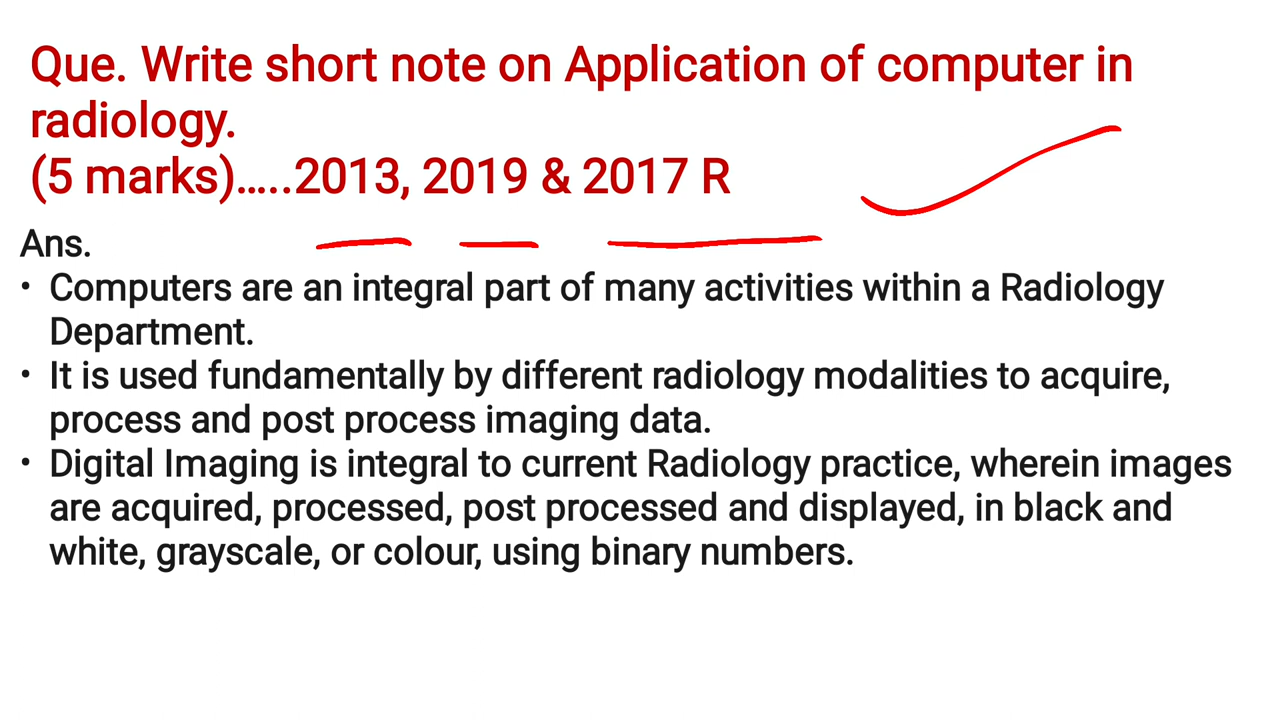 Que. Write short note on Application of computer in
radiology.
(5 marks).....2013, 2019 & 2017 R
Ans.
• Computers are an integral part of many activities within a Radiology
Department.
• It is used fundamentally by different radiology modalities to acquire,
process and post process imaging data.
• Digital Imaging is integral to current Radiology practice, wherein images
are acquired, processed, post processed and displayed, in black and
white, grayscale, or colour, using binary numbers.